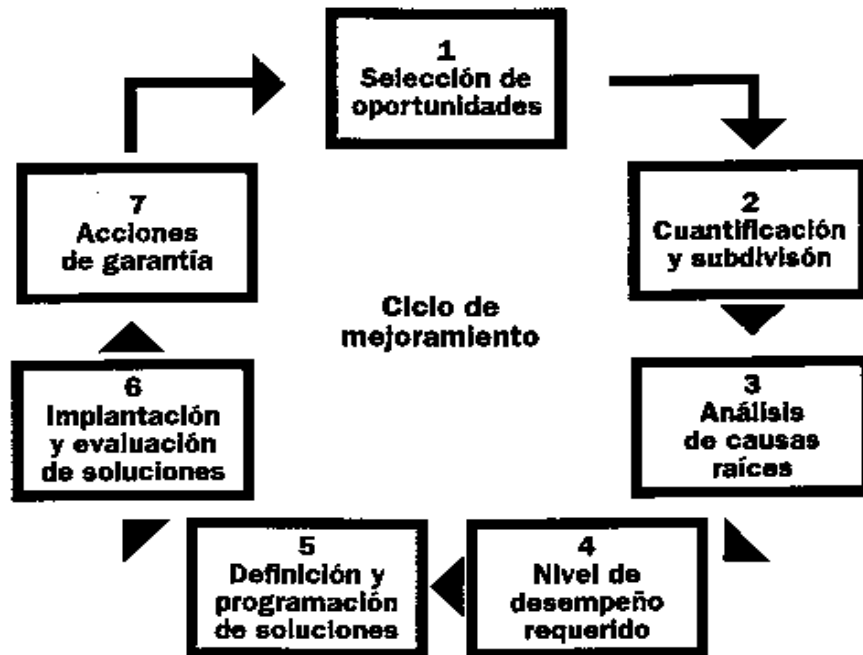 1
Selección de
oportunidades
2
Cuantificación
y subdivisón
3
Análisis
de causas
raíces
4
Nivel de
desempeño
requerido
5
Definición y
programación
de soluciones
6
Implantación
y evaluación
de soluciones
7
Acciones
de garantía
Ciclo de
mejoramiento